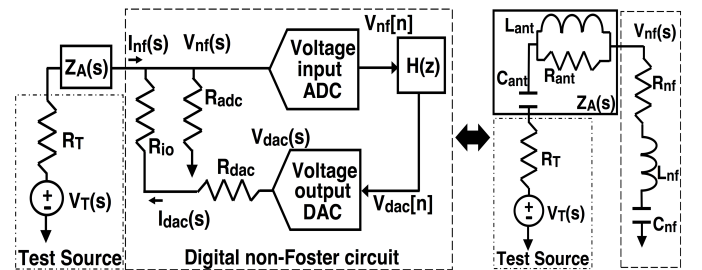 I_nf(s)
V_nf(s)
V_nf[n]
Z_A(s)
Voltage
input
ADC
H(z)
R_adc
R_T
R_io
V_dac(s)
R_dac
Voltage
output
DAC
V_T(s)
I_dac(s)
V_dac[n]
Test Source
Digital non-Foster circuit
L_ant
V_nf(s)
R_ant
C_ant
Z_A(s)
R_nf
R_T
L_nf
V_T(s)
C_nf
Test Source